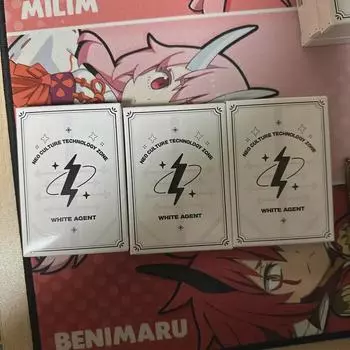 MILIM
NEO CULTURE TECHNOLOGY ZONE
WHITE AGENT
NEO CULTURE TECHNOLOGY ZONE
WHITE AGENT
NEO CULTURE TECHNOLOGY ZONE
WHITE AGENT
BENIMARU